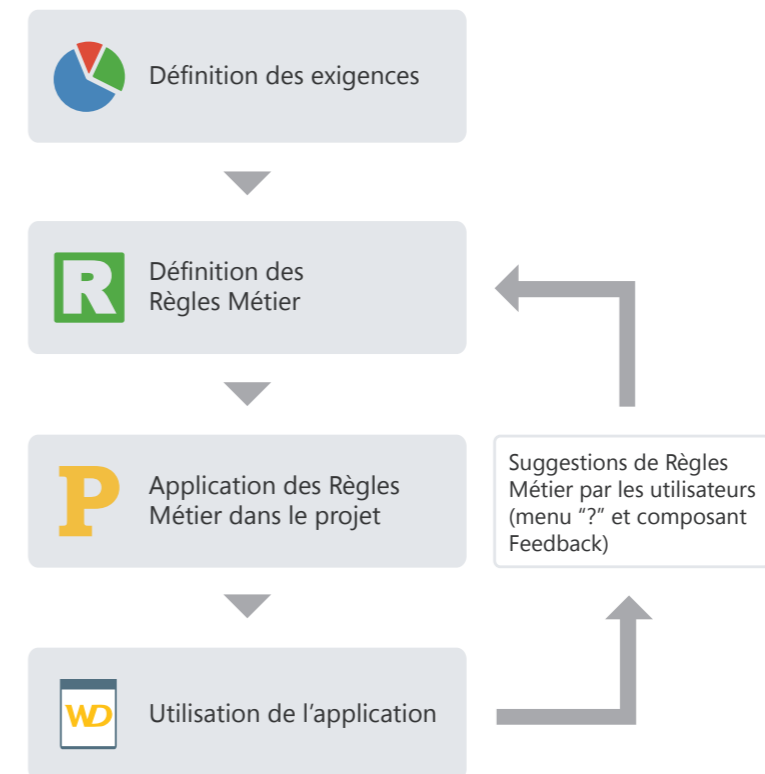 Définition des exigences
R
Définition des
Règles Métier
P
Application des Règles
Métier dans le projet
Suggestions de Règles
Métier par les utilisateurs
(menu “?” et composant
Feedback)
WD
Utilisation de l’application